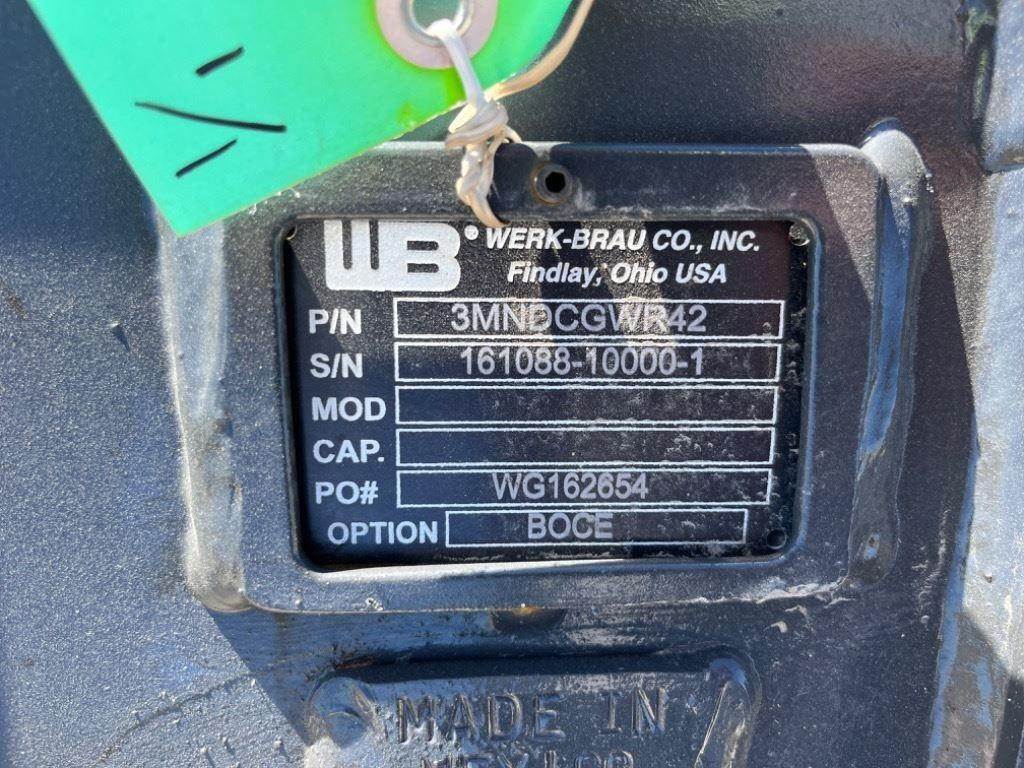 WB® WERK-BRAU CO., INC.
Findlay, Ohio USA
P/N 3MNDCGWR42
S/N 161088-10000-1
MOD
CAP.
PO# WG162654
OPTION BOCE
MADE IN
MEXICO